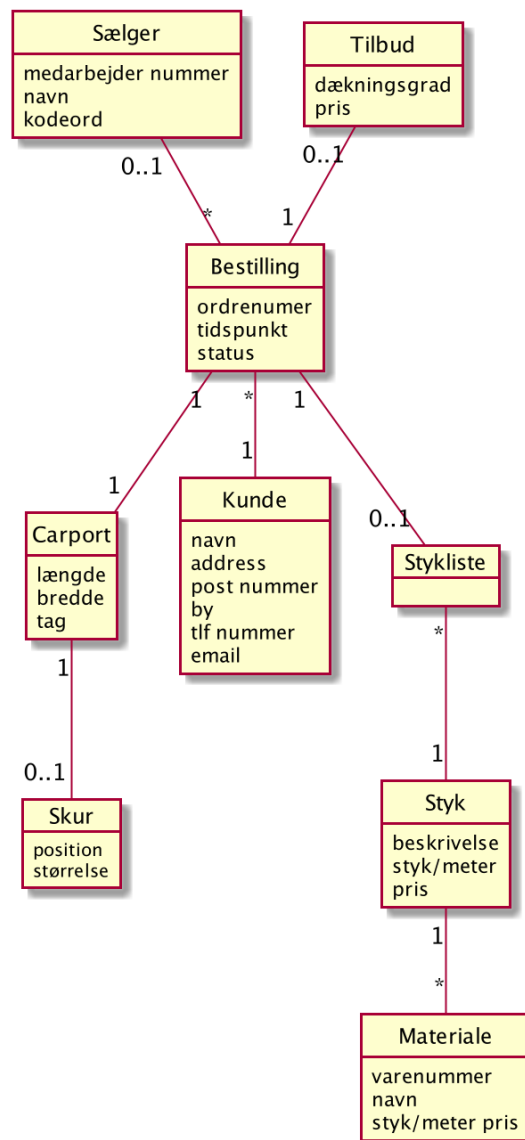 Sælger
medarbejder nummer
navn
kodeord
Tilbud
dækningsgrad
pris
0..1
0..1
*
1
Bestilling
ordrenumer
tidspunkt
status
1
*
1
1
1
0..1
Carport
længde
bredde
tag
Kunde
navn
address
post nummer
by
tlf nummer
email
Stykliste
1
*
0..1
1
Skur
position
størrelse
Styk
beskrivelse
styk/meter
pris
1
*
Materiale
varenummer
navn
styk/meter pris